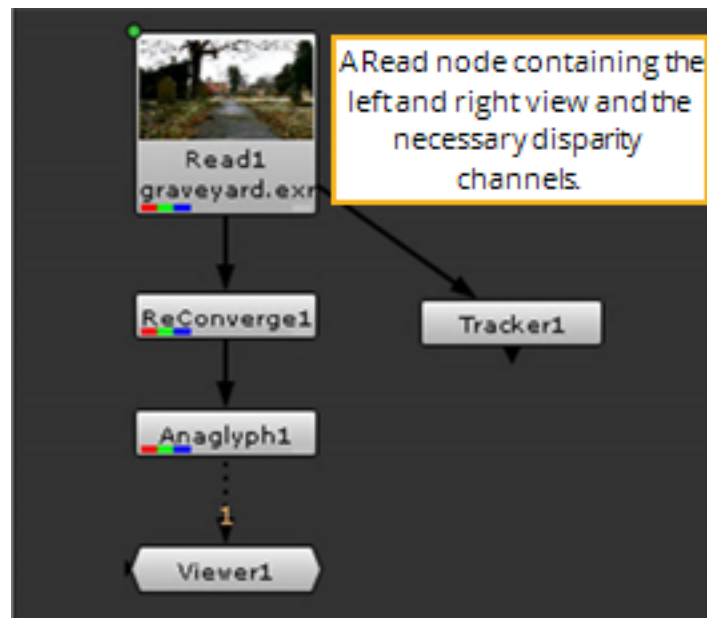 A Read node containing the
left and right view and the
necessary disparity
channels.
Read1
graveyard.exr
ReConverge1
Tracker1
Anaglyph1
1
Viewer1